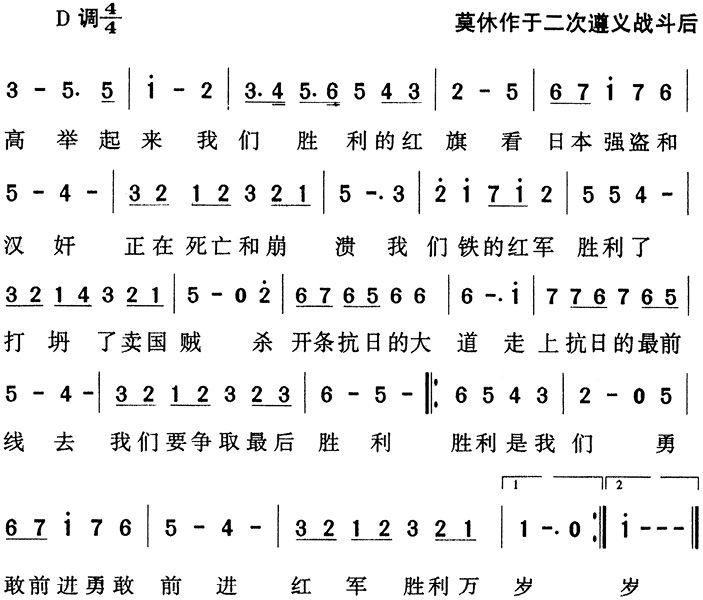 D 调 4/4 莫休作于二次遵义战斗后
3 - 5. 5 | i̇ - 2 | 3. 4 5. 6 5 4 3 | 2 - 5 | 6 7 i̇ 7 6 |
高 举 起 来 我 们 胜 利 的 红 旗 看 日 本 强 盗 和
5 - 4 - | 3 2 1 2 3 2 1 | 5 -. 3 | 2̇ i̇ 7 i̇ 2 | 5 5 4 - |
汉 奸 正 在 死 亡 和 崩 溃 我 们 铁 的 红 军 胜 利 了
3 2 1 4 3 2 1 | 5 - 0 2̇ | 6 7 6 5 6 6 | 6 -. i̇ | 7 7 6 7 6 5 |
打 坍 了 卖 国 贼 杀 开 条 抗 日 的 大 道 走 上 抗 日 的 最 前
5 - 4 - | 3 2 1 2 3 2 3 | 6 - 5 - ‖: 6 5 4 3 | 2 - 0 5 |
线 去 我 们 要 争 取 最 后 胜 利 胜 利 是 我 们 勇
6 7 i̇ 7 6 | 5 - 4 - | 3 2 1 2 3 2 1 | 1 1 -. 0 :‖ 2 i̇ - - - ‖
敢 前 进 勇 敢 前 进 红 军 胜 利 万 岁 岁